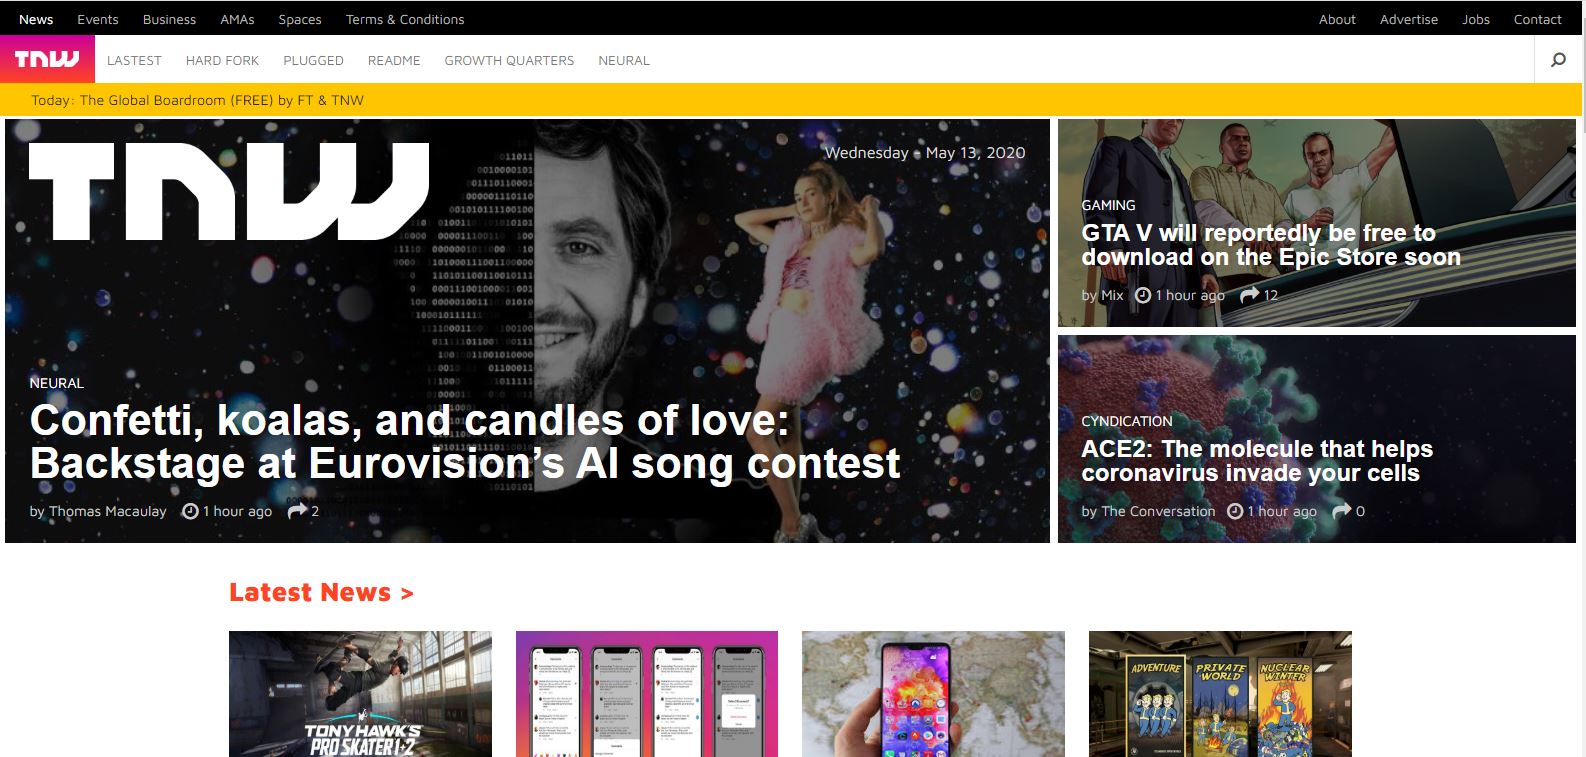 News Events Business AMAs Spaces Terms & Conditions About Advertise Jobs Contact
TNW LASTEST HARD FORK PLUGGED README GROWTH QUARTERS NEURAL
Today: The Global Boardroom (FREE) by FT & TNW
TNW
Wednesday - May 13, 2020
NEURAL
Confetti, koalas, and candles of love:
Backstage at Eurovision’s AI song contest
by Thomas Macaulay 1 hour ago 2
GAMING
GTA V will reportedly be free to
download on the Epic Store soon
by Mix 1 hour ago 12
CYNDICATION
ACE2: The molecule that helps
coronavirus invade your cells
by The Conversation 1 hour ago 0
Latest News >
TONY HAWK'S
PRO SKATER 1+2
ADVENTURE
PRIVATE
WORLD
NUCLEAR
WINTER